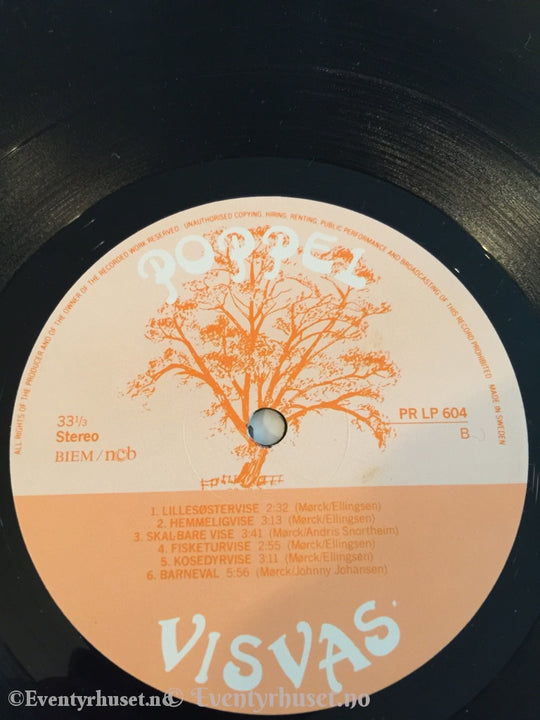 ALL RIGHTS OF THE PRODUCER AND OF THE OWNER OF THE RECORDED WORK RESERVED. UNAUTHORISED COPYING, HIRING, RENTING, PUBLIC PERFORMANCE AND BROADCASTING OF THIS RECORD PROHIBITED. MADE IN SWEDEN
POPPEL
33⅓
Stereo
BIEM/ncb
PR LP 604
B
1. LILLESØSTERVISE 2:32 (Mørck/Ellingsen)
2. HEMMELIGVISE 3:13 (Mørck/Ellingsen)
3. SKAL-BARE VISE 3:41 (Mørck/Andris Snortheim)
4. FISKETURVISE 2:55 (Mørck/Ellingsen)
5. KOSEDYRVISE 3:11 (Mørck/Ellingsen)
6. BARNEVAL 5:56 (Mørck/Johnny Johansen)
VISVAS
©Eventyrhuset.no
© Eventyrhuset.no